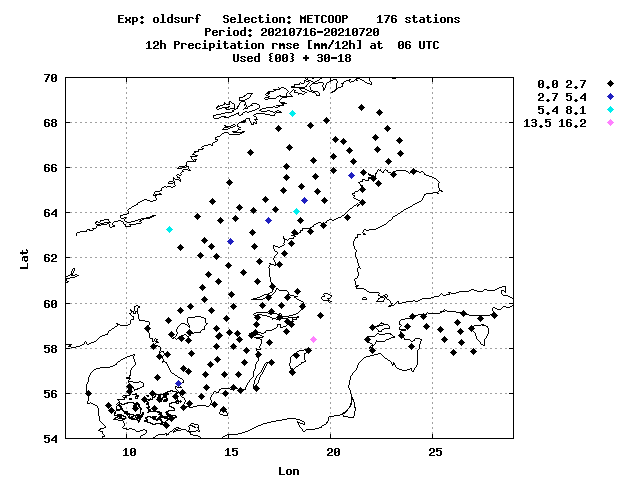 Exp: oldsurf   Selection: METCOOP    176 stations
Period: 20210716-20210720
12h Precipitation rmse [mm/12h] at  06 UTC
Used {00} + 30-18
70
68
66
64
62
60
58
56
54
Lat
10
15
20
25
Lon
0.0 2.7
2.7 5.4
5.4 8.1
13.5 16.2